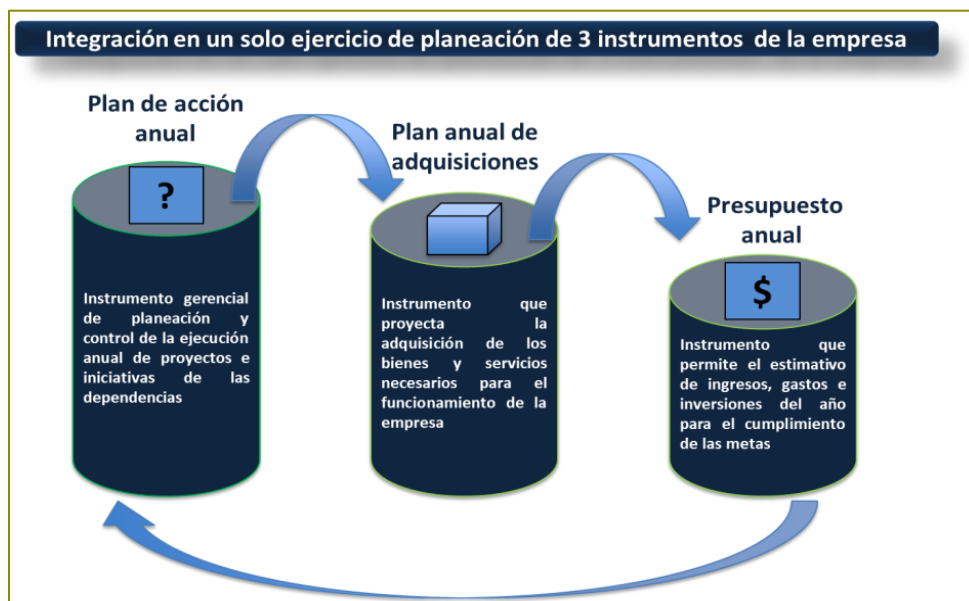 Integración en un solo ejercicio de planeación de 3 instrumentos de la empresa
Plan de acción
anual
?
Instrumento gerencial
de planeación y
control de la ejecución
anual de proyectos e
iniciativas de las
dependencias
Plan anual de
adquisiciones
Instrumento que
proyecta la
adquisición de los
bienes y servicios
necesarios para el
funcionamiento de la
empresa
Presupuesto
anual
$
Instrumento que
permite el estimativo
de ingresos, gastos e
inversiones del año
para el cumplimiento
de las metas